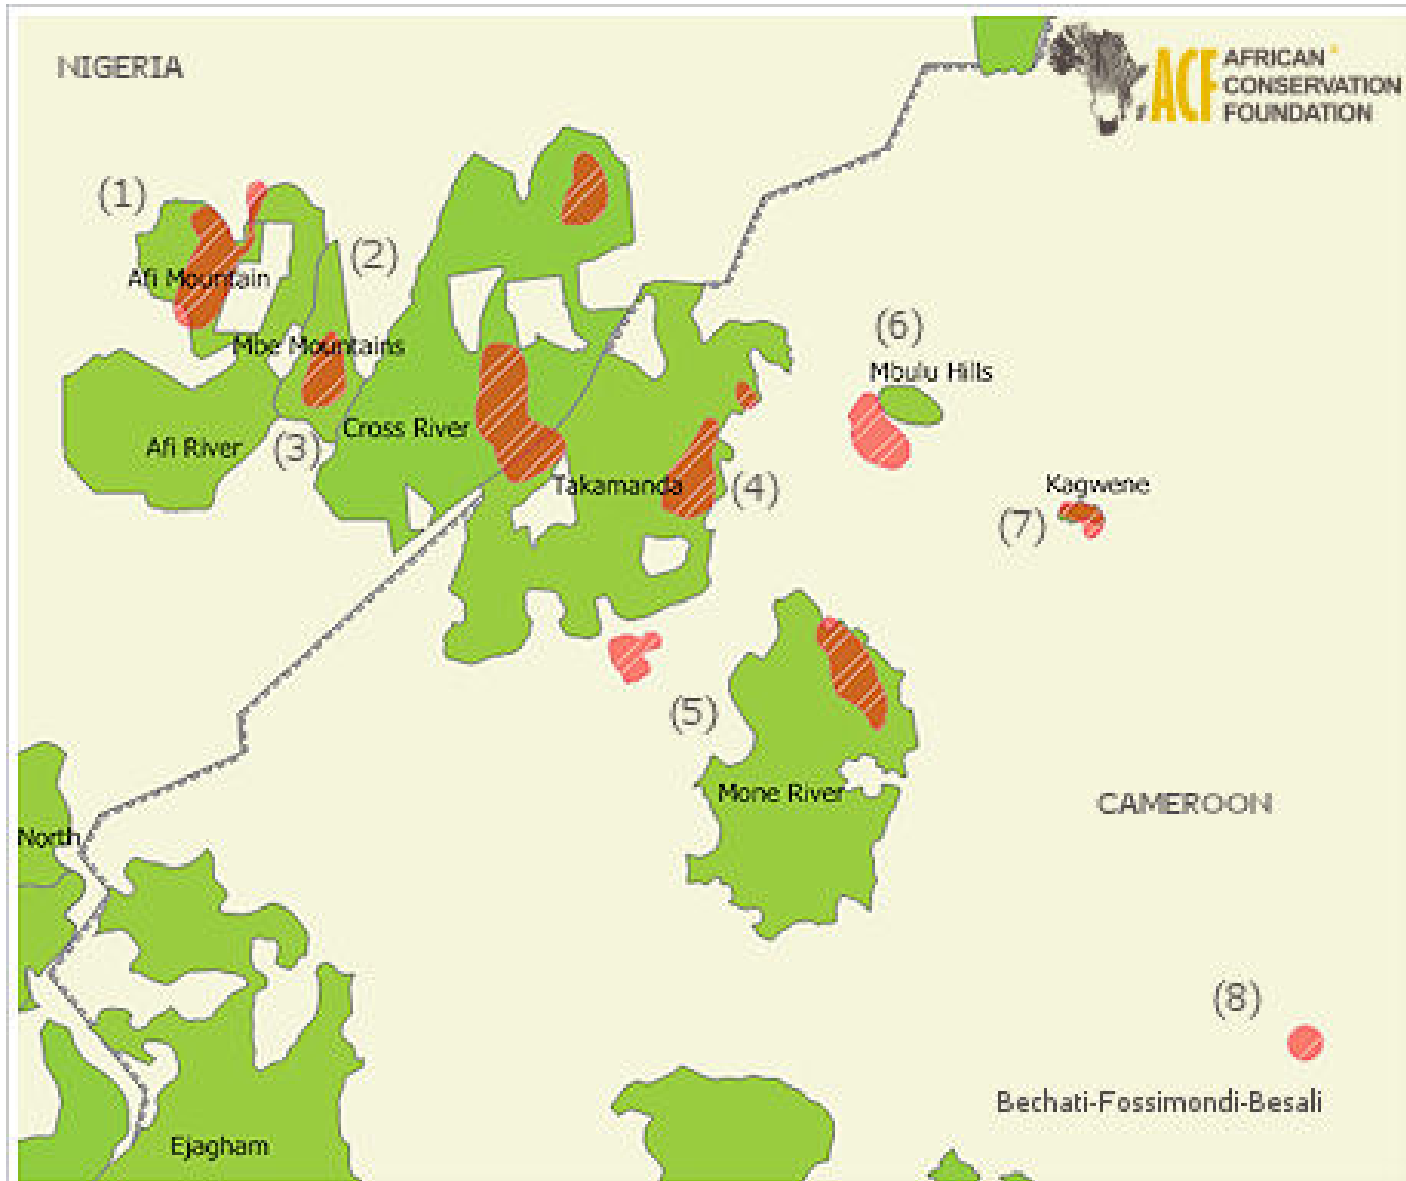 NIGERIA
ACF
AFRICAN
CONSERVATION
FOUNDATION
(1)
(2)
Afi Mountain
(6)
Mbe Mountains
Mbulu Hills
Cross River
Afi River
(3)
Takamanda
(4)
Kagwene
(7)
(5)
Mone River
CAMEROON
North
(8)
Bechati-Fossimondi-Besali
Ejagham